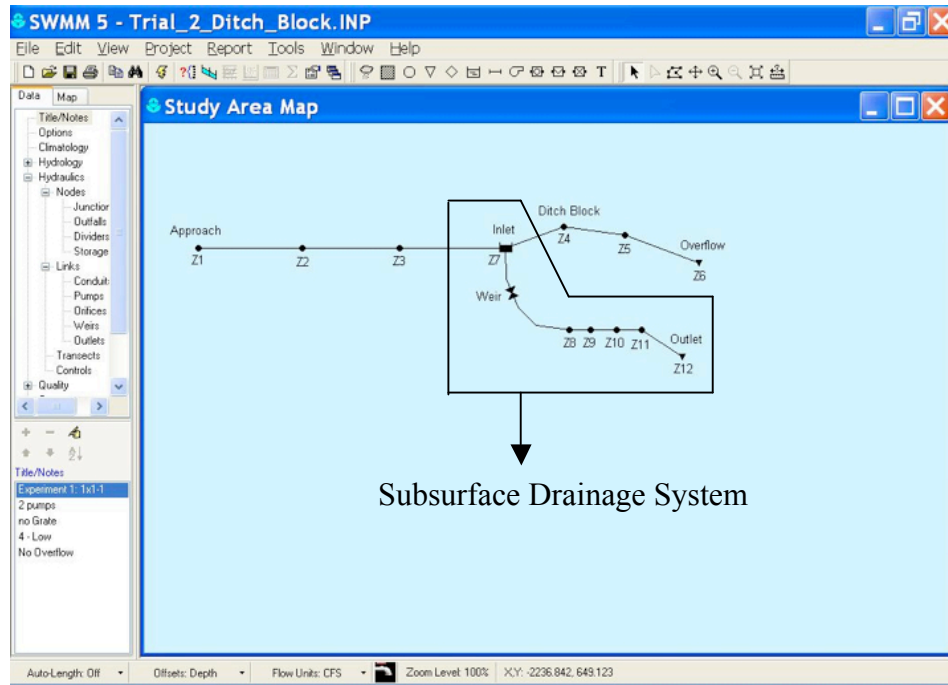 SWMM 5 - Trial_2_Ditch_Block.INP
File Edit View Project Report Tools Window Help
T
Data Map
Title/Notes
Options
Climatology
Hydrology
Hydraulics
Nodes
Junction
Outfalls
Dividers
Storage
Links
Conduit
Pumps
Orifices
Weirs
Outlets
Transects
Controls
Quality
Title/Notes
Experiment 1: 1x1-1
2 pumps
no Grate
4 - Low
No Overflow
Study Area Map
Approach
Inlet
Ditch Block
Overflow
Z1
Z2
Z3
Z7
Z4
Z5
Z6
Weir
Z8 Z9 Z10 Z11
Outlet
Z12
Subsurface Drainage System
Auto-Length: Off Offsets: Depth Flow Units: CFS Zoom Level: 100% X,Y: -2236.842, 649.123